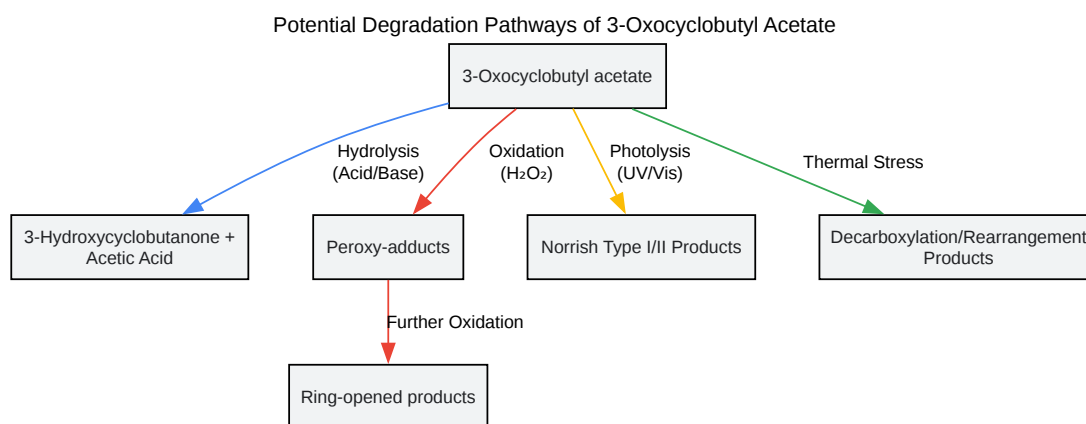 Potential Degradation Pathways of 3-Oxocyclobutyl Acetate
3-Oxocyclobutyl acetate
Hydrolysis
(Acid/Base)
Oxidation
(H₂O₂)
Photolysis
(UV/Vis)
Thermal Stress
3-Hydroxycyclobutanone +
Acetic Acid
Peroxy-adducts
Norrish Type I/II Products
Decarboxylation/Rearrangement
Products
Further Oxidation
Ring-opened products